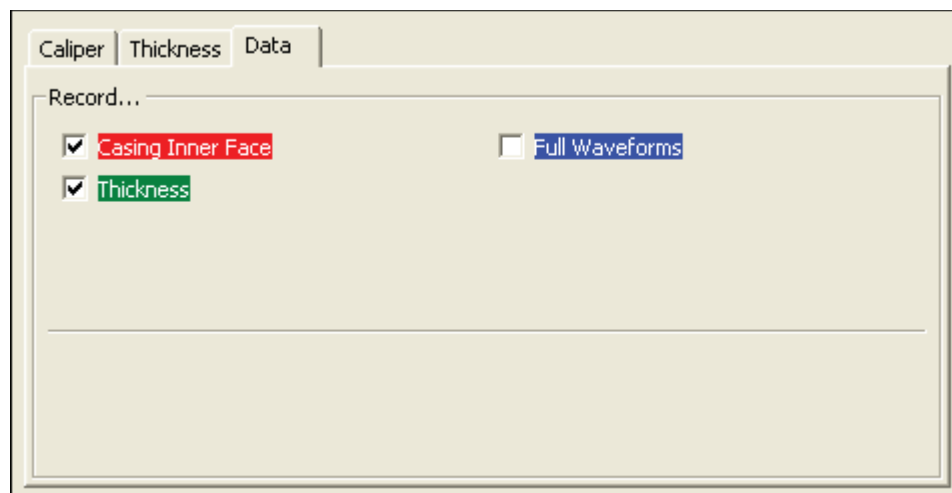 Caliper Thickness Data
Record...
Casing Inner Face Full Waveforms
Thickness